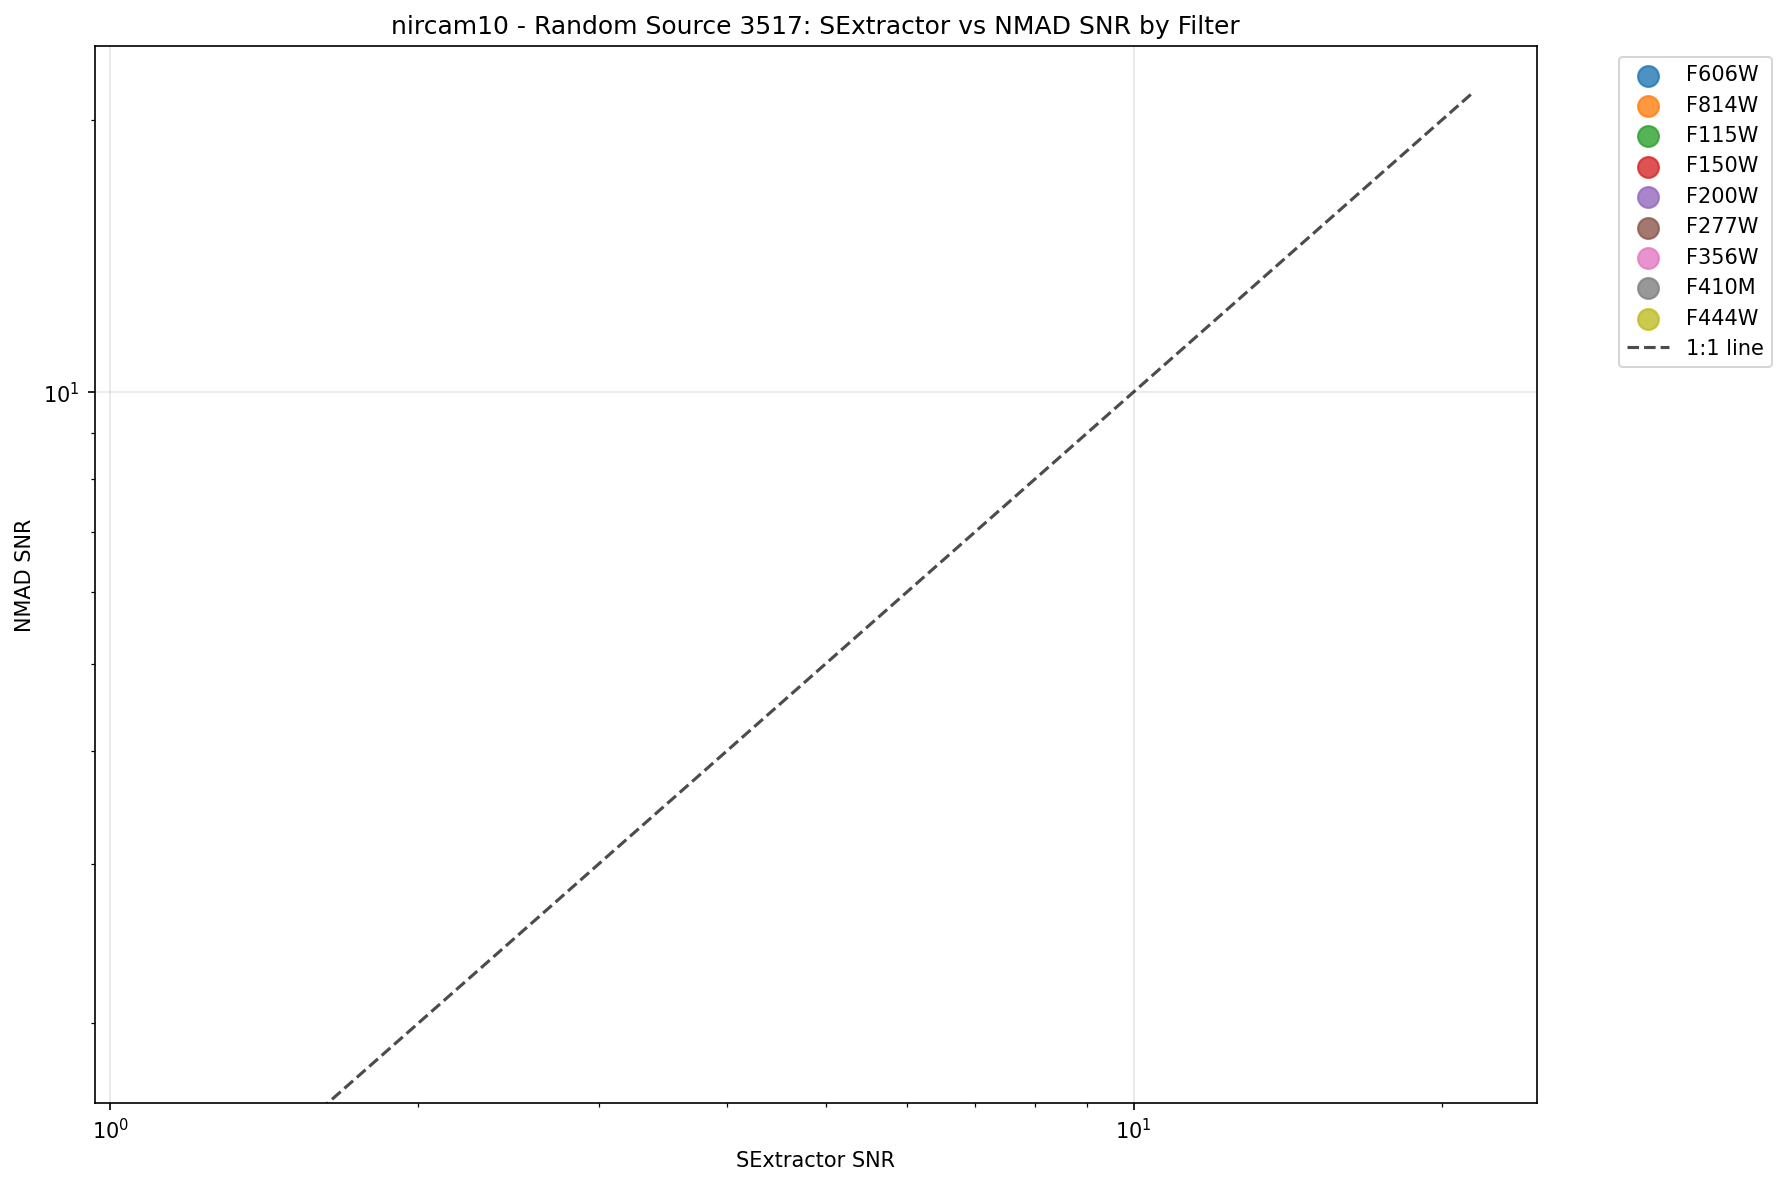 nircam10 - Random Source 3517: SExtractor vs NMAD SNR by Filter
F606W
F814W
F115W
F150W
F200W
F277W
F356W
F410M
F444W
1:1 line
10¹
NMAD SNR
10⁰
10¹
SExtractor SNR